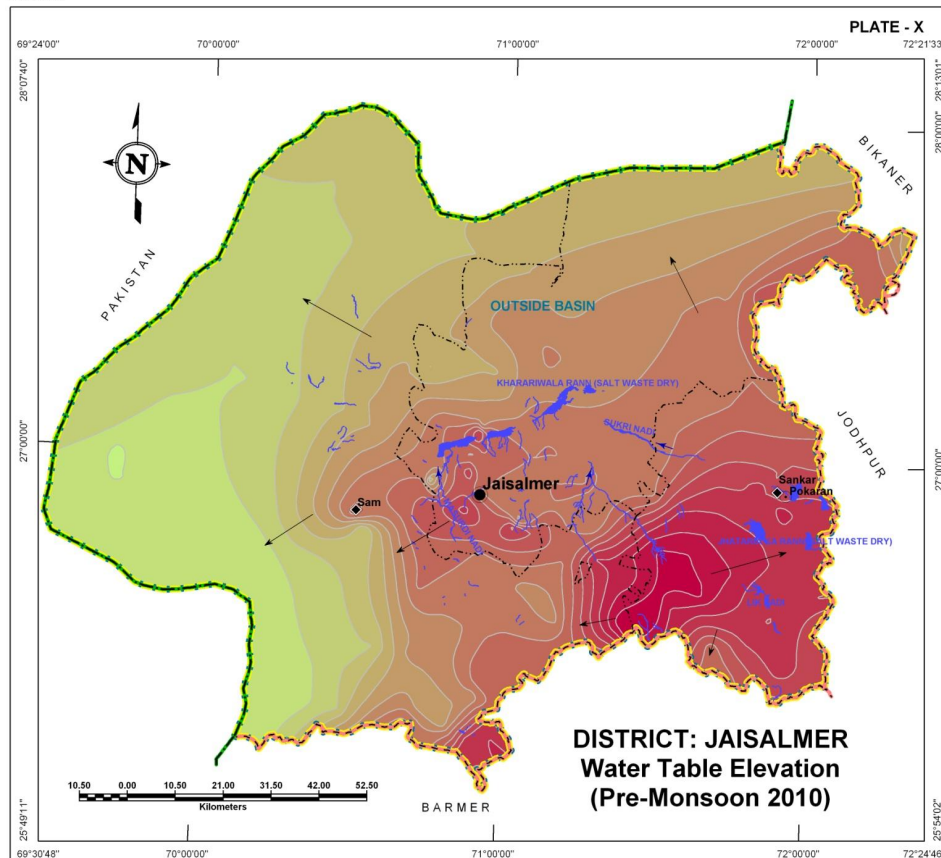 PLATE - X
69°24'00" 70°00'00" 71°00'00" 72°00'00" 72°21'33"
28°07'40"
28°13'01"
28°00'00"
BIKANER
N
PAKISTAN
OUTSIDE BASIN
KHARARIWALA RANN (SALT WASTE DRY)
SUKRI NADI
JODHPUR
27°00'00"
27°00'00"
Sankar
Pokaran
Jaisalmer
Sam
(SALT WASTE DRY)
DISTRICT: JAISALMER
Water Table Elevation
(Pre-Monsoon 2010)
10.50 0.00 10.50 21.00 31.50 42.00 52.50
Kilometers
BARMER
25°49'11"
25°54'02"
69°30'48" 70°00'00" 71°00'00" 72°00'00" 72°24'46"